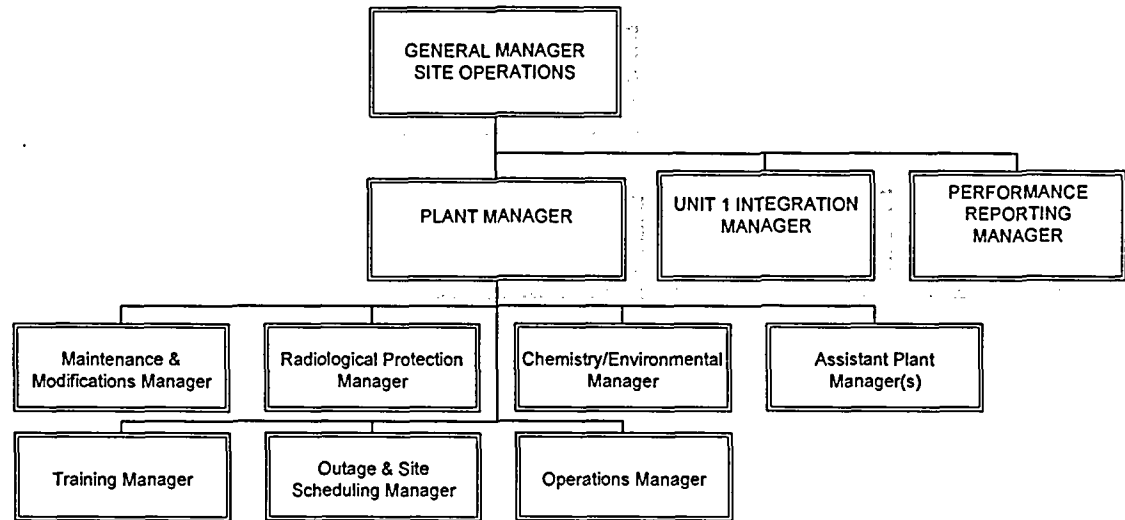 GENERAL MANAGER
SITE OPERATIONS
PLANT MANAGER
UNIT 1 INTEGRATION
MANAGER
PERFORMANCE
REPORTING
MANAGER
Maintenance &
Modifications Manager
Radiological Protection
Manager
Chemistry/Environmental
Manager
Assistant Plant
Manager(s)
Training Manager
Outage & Site
Scheduling Manager
Operations Manager